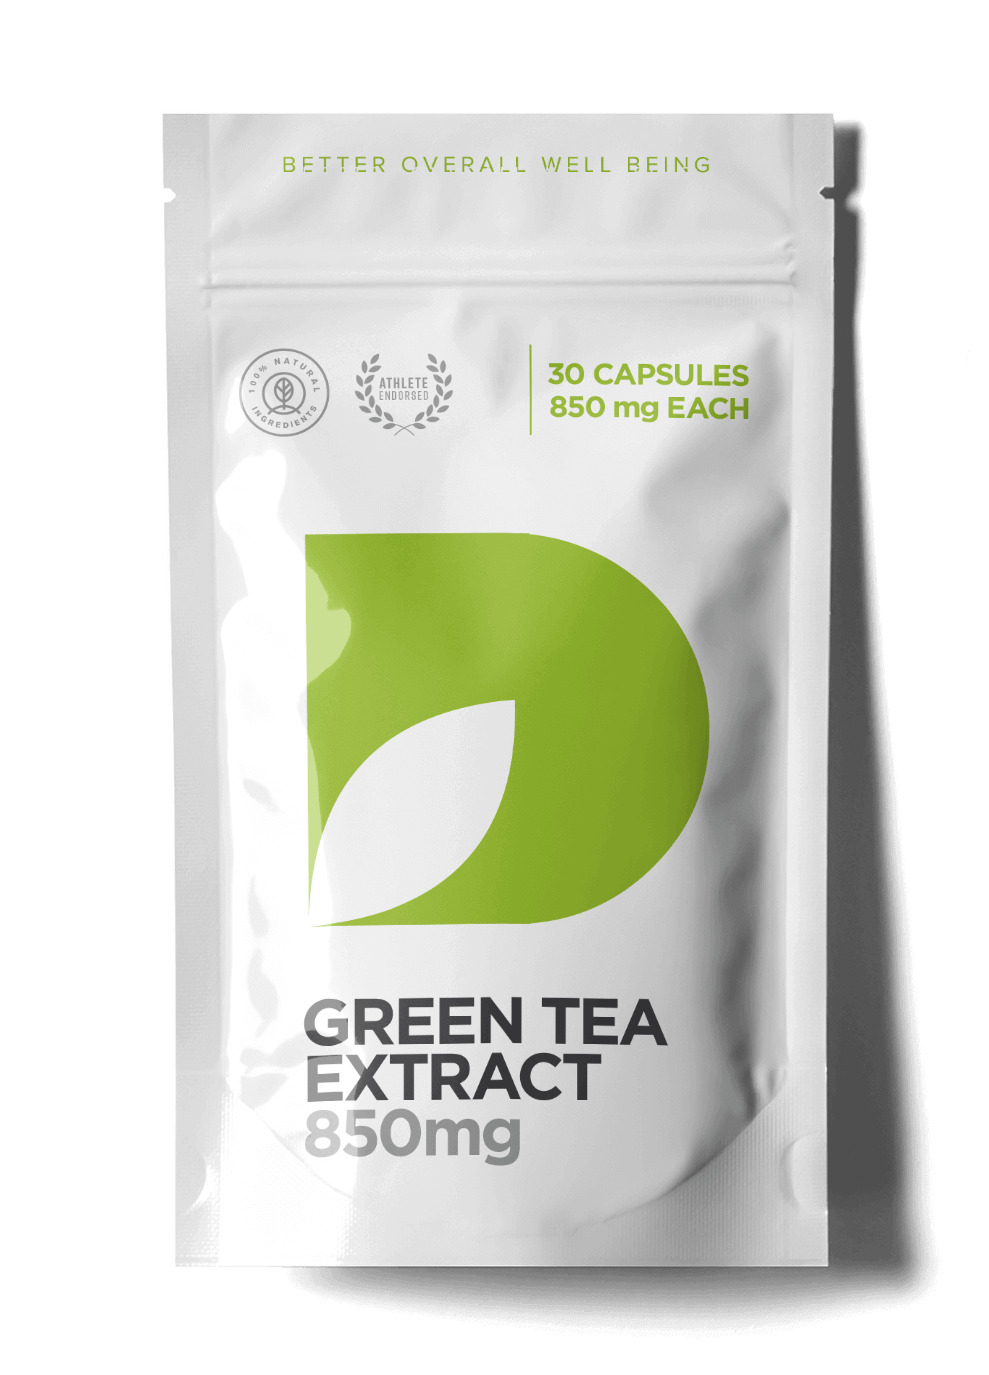 BETTER OVERALL WELL BEING
100% NATURAL
INGREDIENTS
ATHLETE
ENDORSED
30 CAPSULES
850 mg EACH
GREEN TEA
EXTRACT
850mg